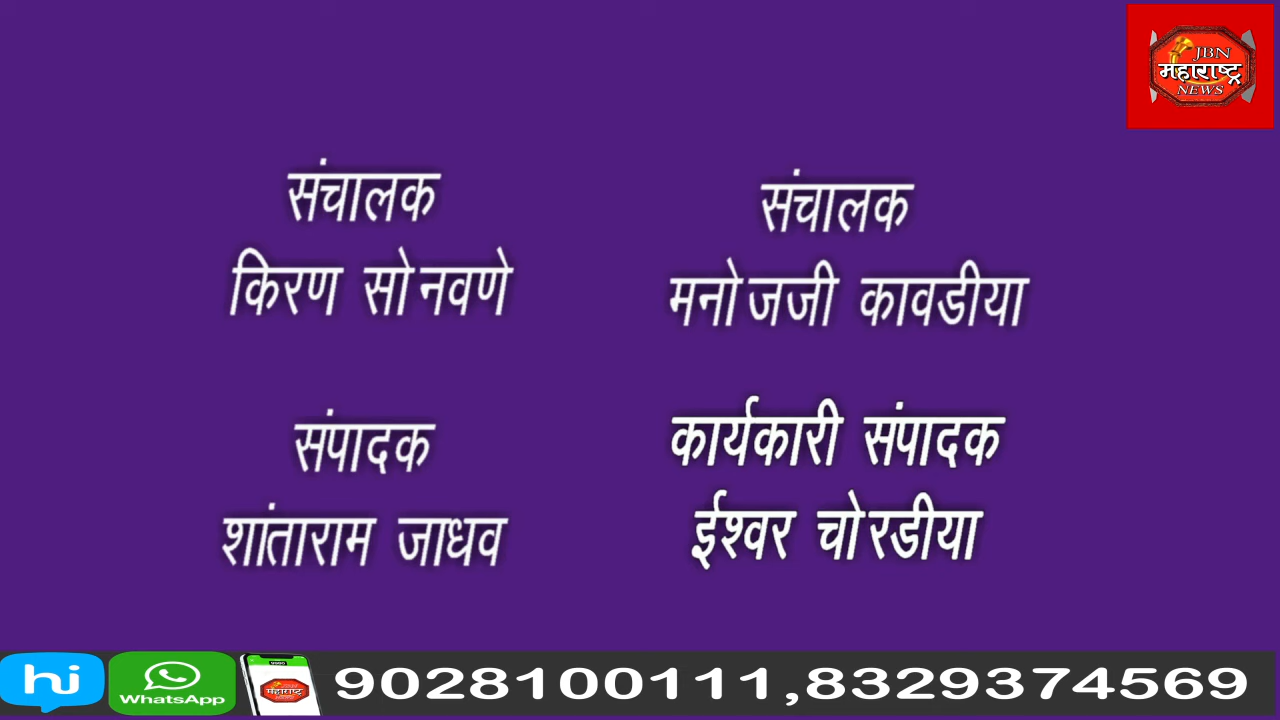 JBN
महाराष्ट्र
NEWS
संचालक
किरण सोनवणे
संचालक
मनोजजी कावडीया
संपादक
शांताराम जाधव
कार्यकारी संपादक
ईश्वर चोरडीया
hi
WhatsApp
महाराष्ट्र
9028100111,8329374569